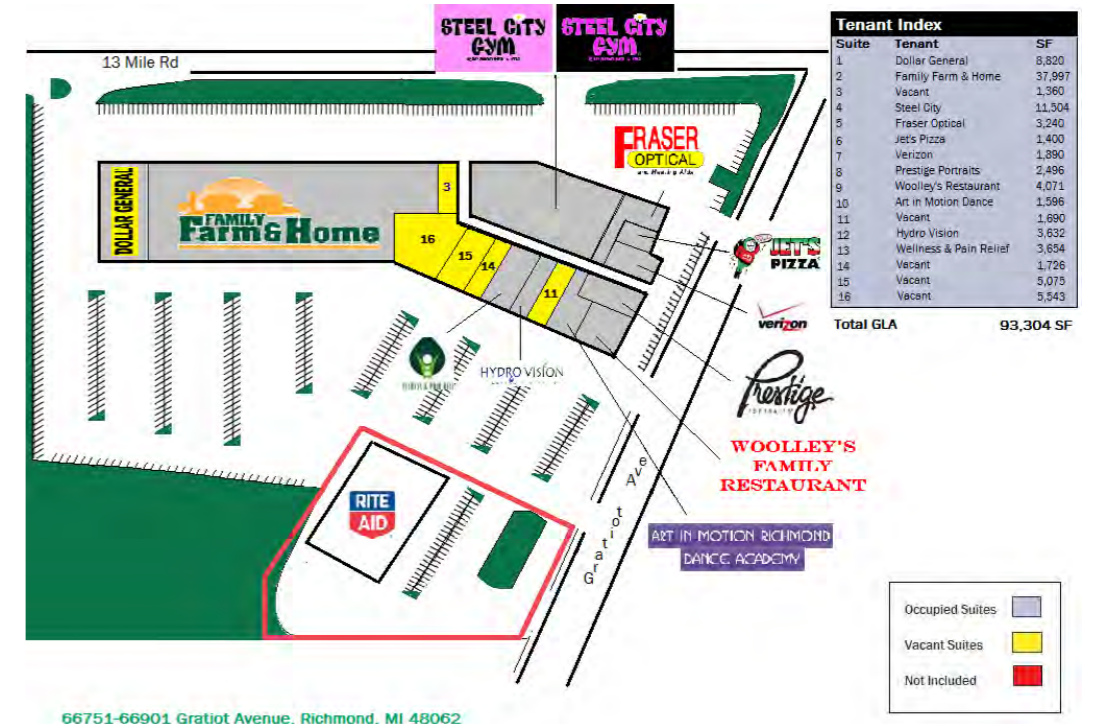 STEEL CITY
GYM
STEEL CITY
GYM
13 Mile Rd
Tenant Index
Suite Tenant SF
1 Dollar General 8,820
2 Family Farm & Home 37,997
3 Vacant 1,360
4 Steel City 11,504
5 Fraser Optical 3,240
6 Jet's Pizza 1,400
7 Verizon 1,890
8 Prestige Portraits 2,496
9 Woolley's Restaurant 4,071
10 Art in Motion Dance 1,596
11 Vacant 1,690
12 Hydro Vision 3,632
13 Wellness & Pain Relief 3,654
14 Vacant 1,726
15 Vacant 5,075
16 Vacant 5,543
Total GLA 93,304 SF
FRASER
OPTICAL
DOLLAR GENERAL
FAMILY
Farm & Home
3
16
15
14
11
JET'S
PIZZA
verizon
HYDRO VISION
Prestige
PORTRAITS
WOOLLEY'S
FAMILY
RESTAURANT
RITE
AID
Gratiot Ave
ART IN MOTION RICHMOND
DANCE ACADEMY
Occupied Suites
Vacant Suites
Not Included
66751-66901 Gratiot Avenue, Richmond, MI 48062